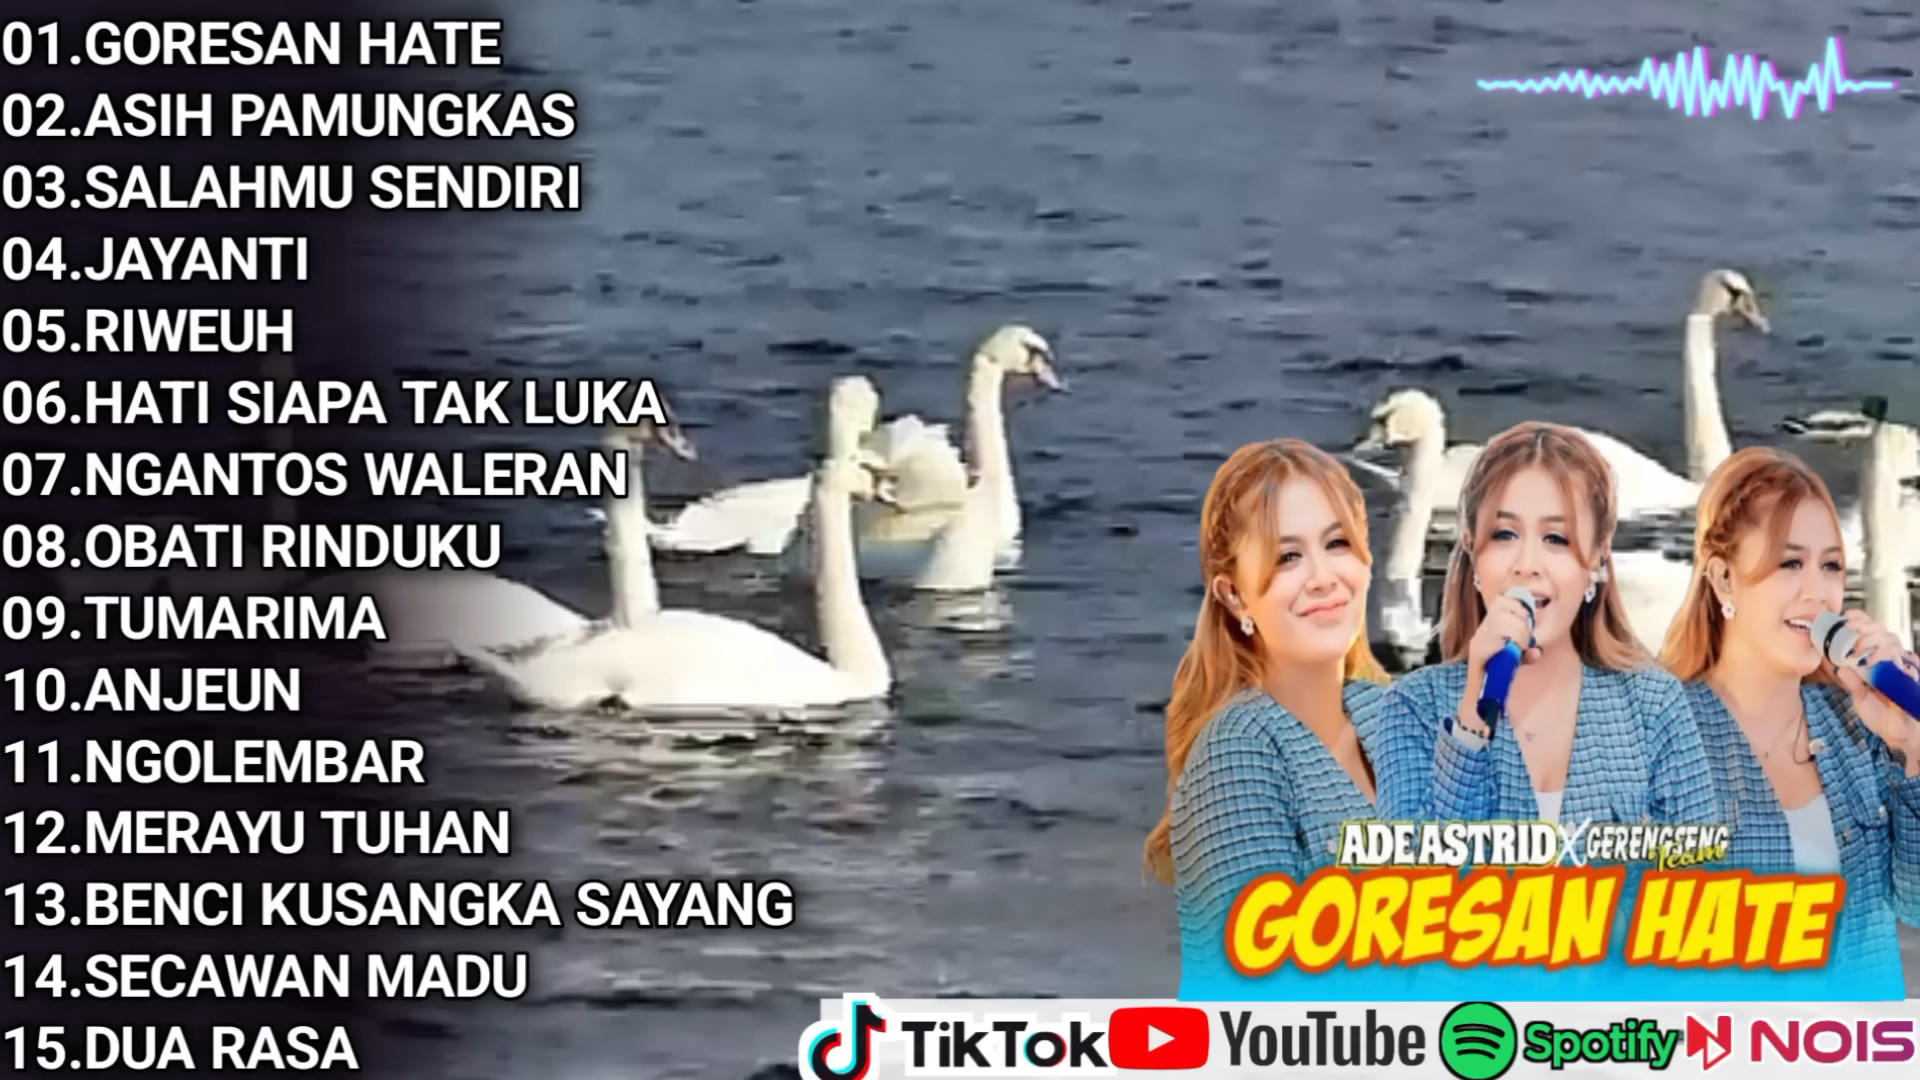 01.GORESAN HATE
02.ASIH PAMUNGKAS
03.SALAHMU SENDIRI
04.JAYANTI
05.RIWEUH
06.HATI SIAPA TAK LUKA
07.NGANTOS WALERAN
08.OBATI RINDUKU
09.TUMARIMA
10.ANJEUN
11.NGOLEMBAR
12.MERAYU TUHAN
13.BENCI KUSANGKA SAYANG
14.SECAWAN MADU
15.DUA RASA
ADE ASTRID X GERENGSENG Team
GORESAN HATE
TikTok YouTube Spotify NOIS